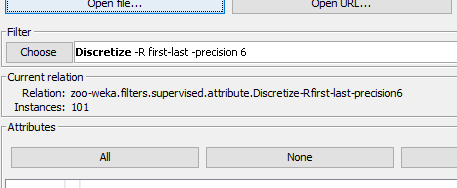 Open file...
Open URL...
Filter
Choose
Discretize -R first-last -precision 6
Current relation
Relation: zoo-weka.filters.supervised.attribute.Discretize-Rfirst-last-precision6
Instances: 101
Attributes
All
None